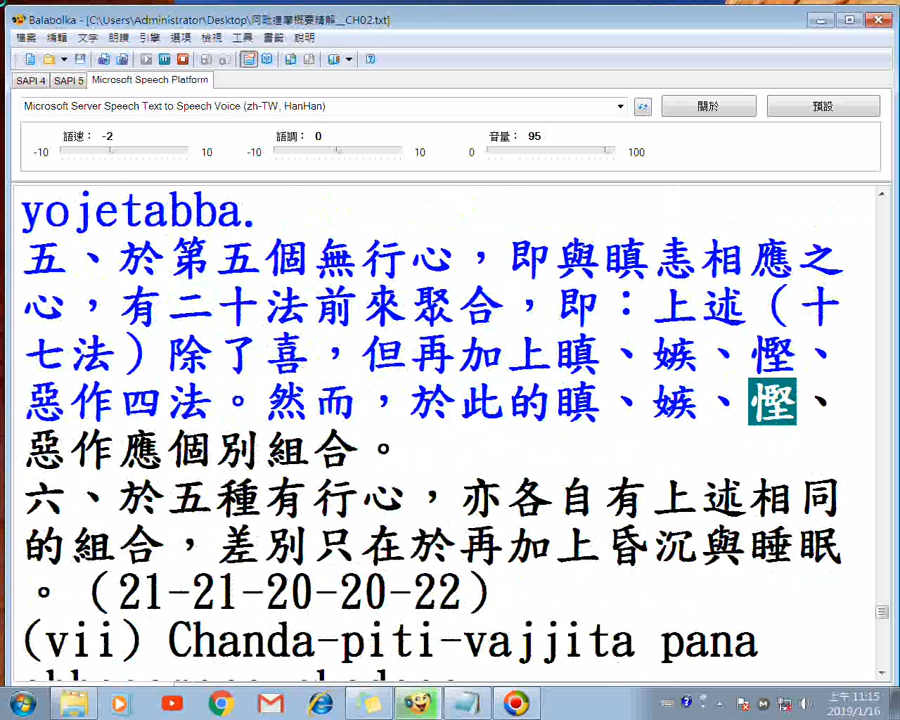 Balabolka - [C:\Users\Administrator\Desktop\阿毗達摩概要精解__CH02.txt]
檔案 編輯 文字 朗讀 引擎 選項 檢視 工具 書籤 說明
SAPI 4 SAPI 5 Microsoft Speech Platform
Microsoft Server Speech Text to Speech Voice (zh-TW, HanHan) 關於 預設
語速： -2 語調： 0 音量： 95
-10 10 -10 10 0 100
yojetabba.
五、於第五個無行心，即與瞋恚相應之
心，有二十法前來聚合，即：上述（十
七法）除了喜，但再加上瞋、嫉、慳、
惡作四法。然而，於此的瞋、嫉、慳、
惡作應個別組合。
六、於五種有行心，亦各自有上述相同
的組合，差別只在於再加上昏沉與睡眠
。（21-21-20-20-22）
(vii) Chanda-piti-vajjita pana
上午 11:15
2019/1/16